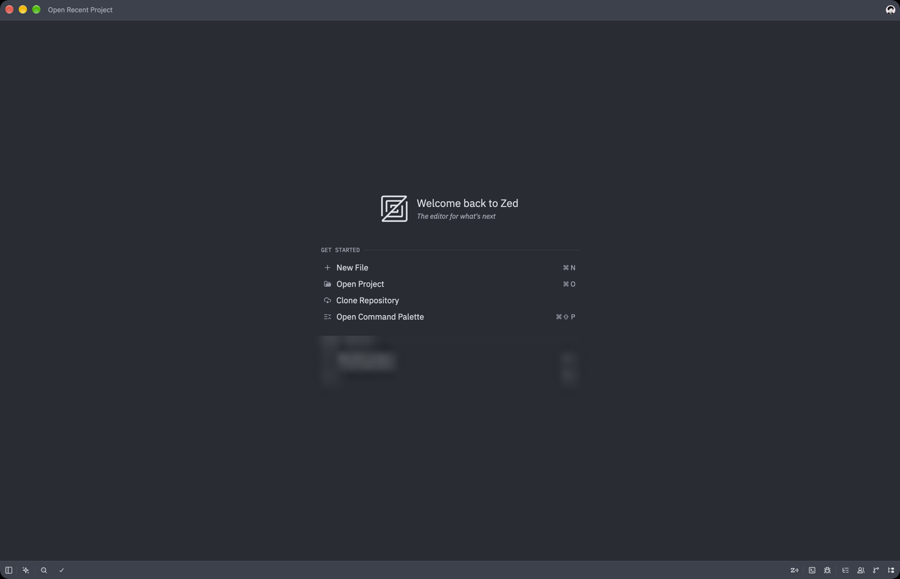 Open Recent Project
Welcome back to Zed
The editor for what's next
GET STARTED
New File ⌘N
Open Project ⌘O
Clone Repository
Open Command Palette ⌘⇧P